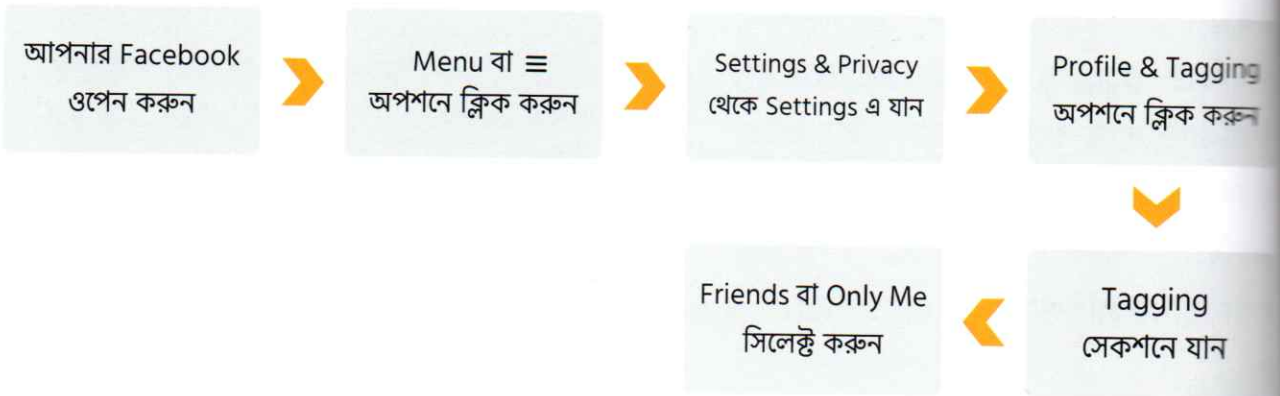 আপনার Facebook
ওপেন করুন
Menu বা ☰
অপশনে ক্লিক করুন
Settings & Privacy
থেকে Settings এ যান
Profile & Tagging
অপশনে ক্লিক করুন
Tagging
সেকশনে যান
Friends বা Only Me
সিলেক্ট করুন